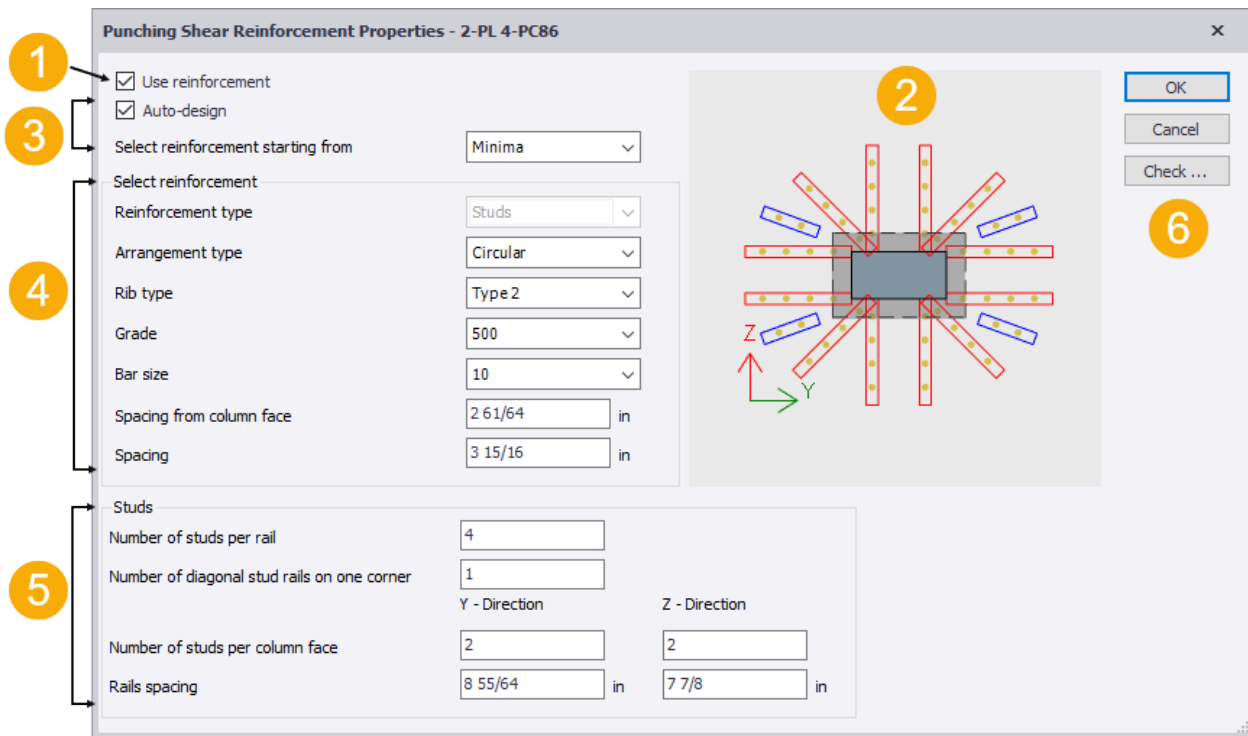 Punching Shear Reinforcement Properties - 2-PL 4-PC86
1
Use reinforcement
2
OK
3
Auto-design
Cancel
Select reinforcement starting from Minima
Check ...
Select reinforcement
Reinforcement type Studs
6
Arrangement type Circular
4
Rib type Type 2
Grade 500
Z
Bar size 10
Y
Spacing from column face 2 61/64 in
Spacing 3 15/16 in
Studs
Number of studs per rail 4
5
Number of diagonal stud rails on one corner 1
Y - Direction Z - Direction
Number of studs per column face 2 2
Rails spacing 8 55/64 in 7 7/8 in